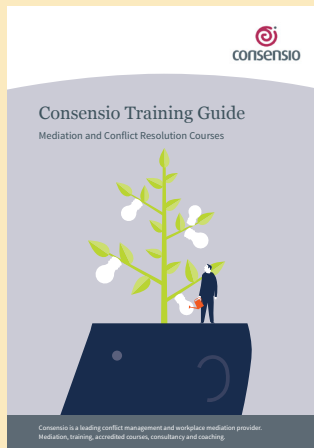 consensio
Consensio Training Guide
Mediation and Conflict Resolution Courses
Consensio is a leading conflict management and workplace mediation provider.
Mediation, training, accredited courses, consultancy and coaching.